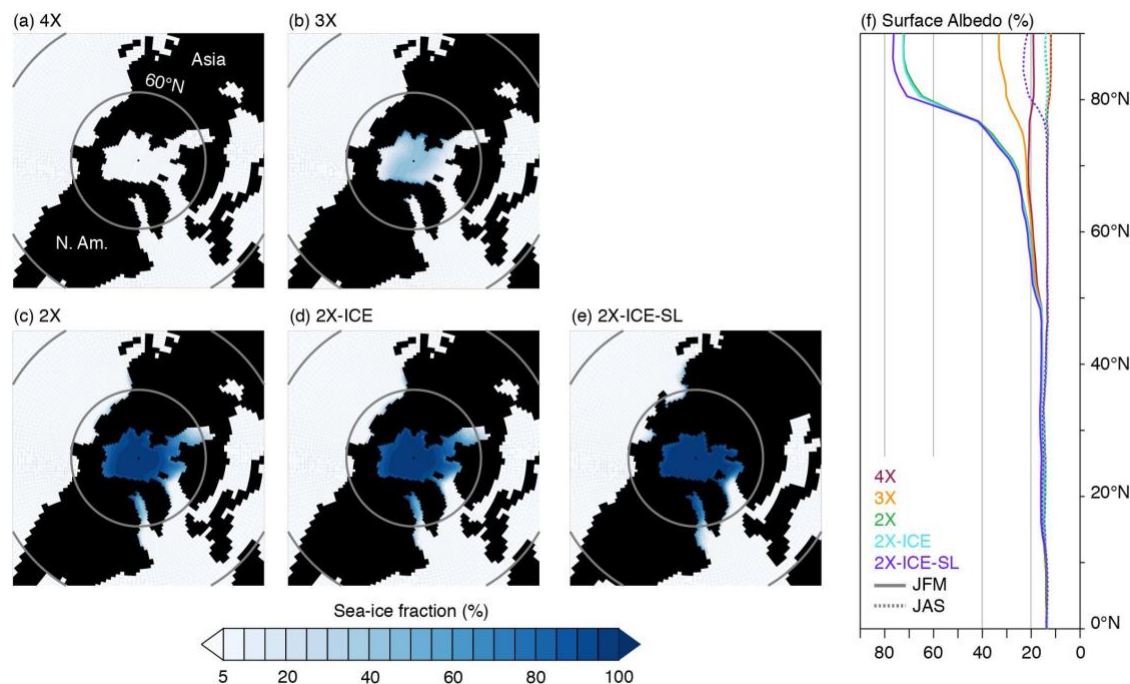 (a) 4X
Asia
60°N
N. Am.
(b) 3X
(c) 2X
(d) 2X-ICE
(e) 2X-ICE-SL
Sea-ice fraction (%)
5 20 40 60 80 100
(f) Surface Albedo (%)
80°N
60°N
40°N
20°N
0°N
4X
3X
2X
2X-ICE
2X-ICE-SL
JFM
JAS
80 60 40 20 0